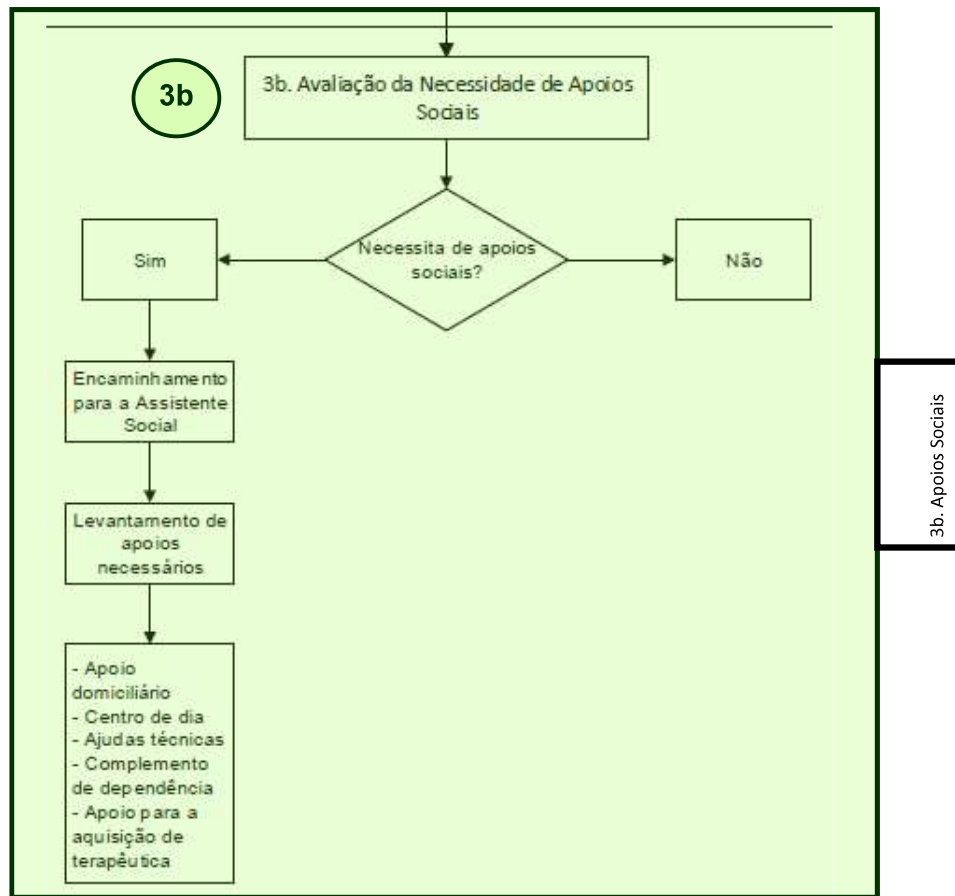 3b
3b. Avaliação da Necessidade de Apoios
Sociais
Necessita de apoios
sociais?
Sim
Não
Encaminhamento
para a Assistente
Social
Levantamento de
apoios
necessários
- Apoio
domiciliário
- Centro de dia
- Ajudas técnicas
- Complemento
de dependência
- Apoio para a
aquisição de
terapêutica
3b. Apoios Sociais